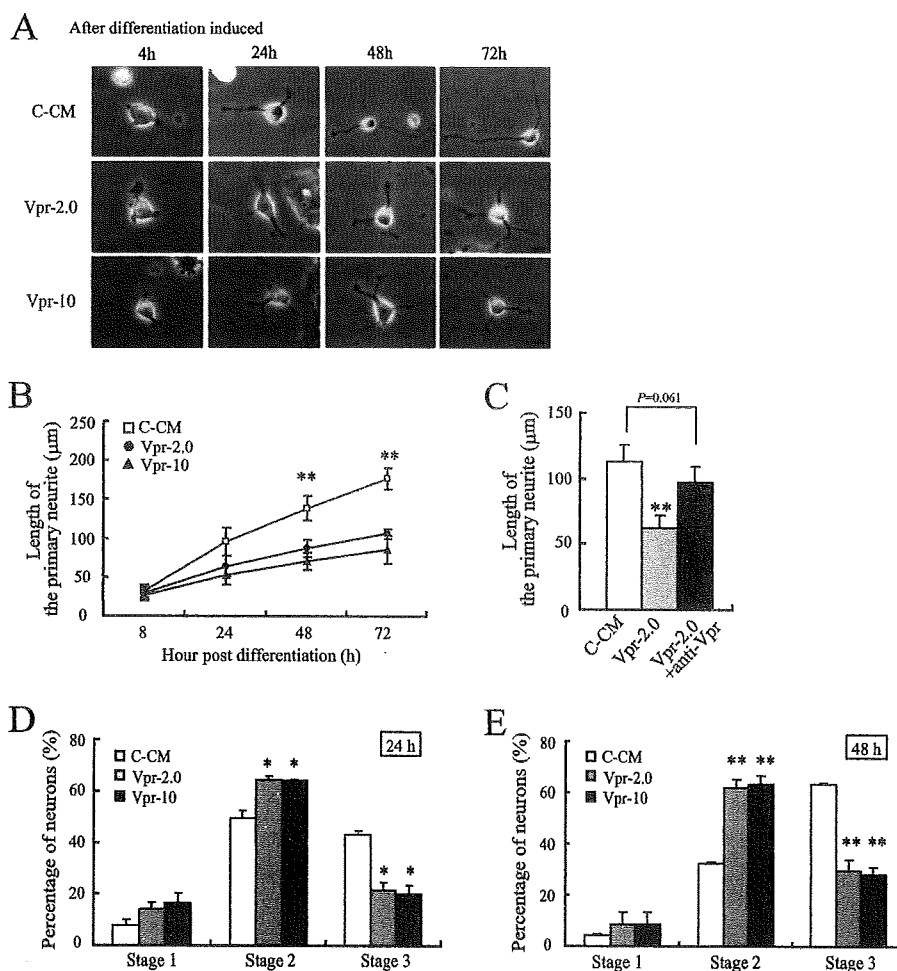 A
After differentiation induced
4h 24h 48h 72h
C-CM
Vpr-2.0
Vpr-10
B
Length of
the primary neurite (μm)
250
200
150
100
50
0
C-CM
Vpr-2.0
Vpr-10
** **
8 24 48 72
Hour post differentiation (h)
C
P=0.061
Length of
the primary neurite (μm)
150
100
50
0
**
C-CM
Vpr-2.0
Vpr-2.0
+anti-Vpr
D
Percentage of neurons (%)
80
60
40
20
0
C-CM
Vpr-2.0
Vpr-10
24 h
* *
* *
Stage 1 Stage 2 Stage 3
E
Percentage of neurons (%)
80
60
40
20
0
C-CM
Vpr-2.0
Vpr-10
48 h
** **
** **
Stage 1 Stage 2 Stage 3